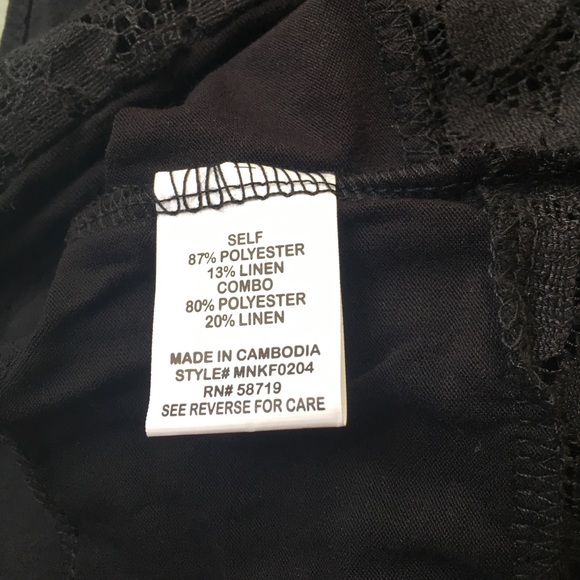 SELF
87% POLYESTER
13% LINEN
COMBO
80% POLYESTER
20% LINEN
MADE IN CAMBODIA
STYLE# MNKF0204
RN# 58719
SEE REVERSE FOR CARE